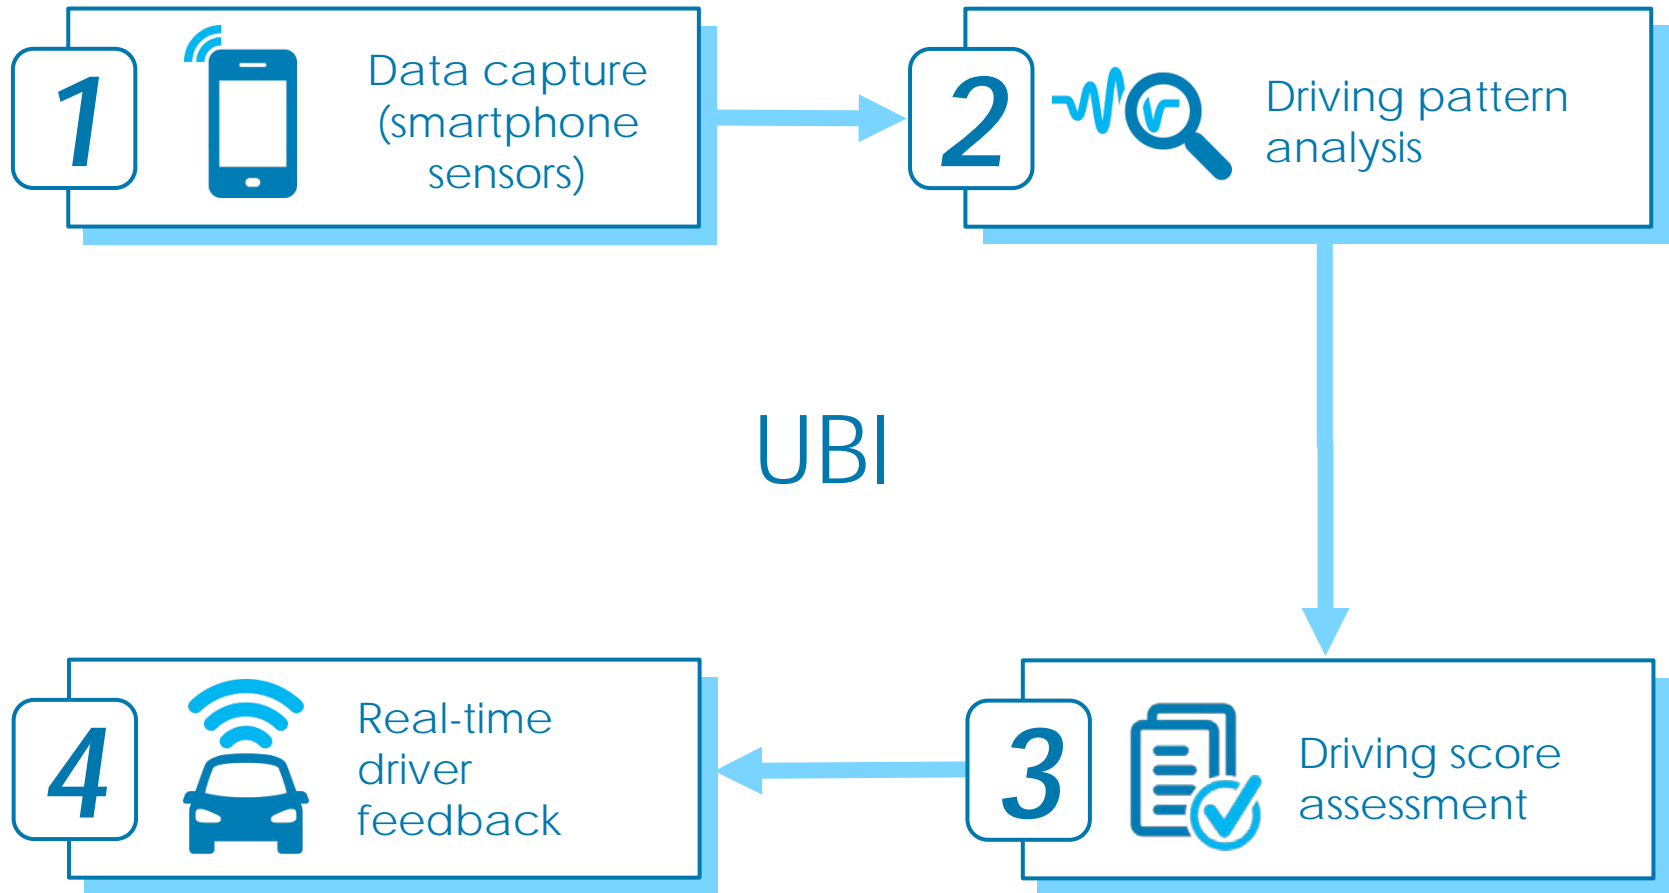 1
Data capture
(smartphone
sensors)
2
Driving pattern
analysis
UBI
3
Driving score
assessment
4
Real-time
driver
feedback